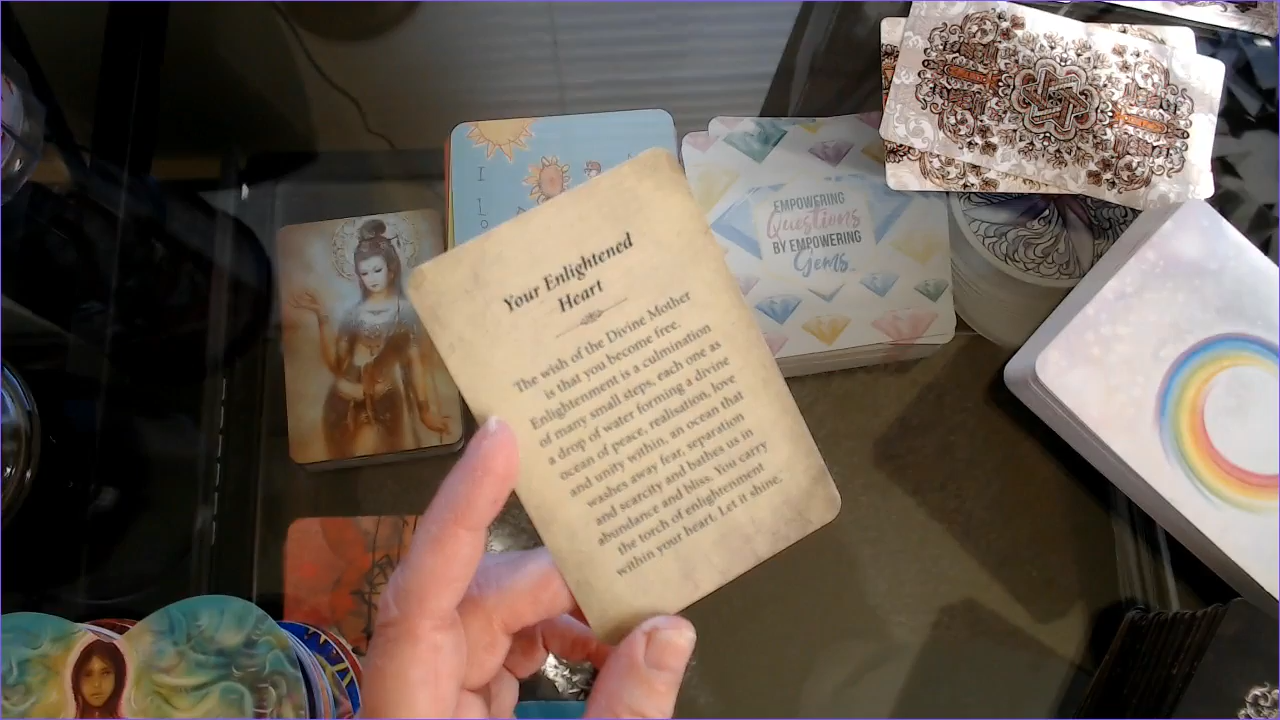 I
EMPOWERING
Questions
BY EMPOWERING
Gems
Your Enlightened
Heart
The wish of the Divine Mother
is that you become free.
Enlightenment is a culmination
of many small steps, each one as
a drop of water forming a divine
ocean of peace, realisation, love
and unity within, an ocean that
washes away fear, separation
and scarcity and bathes us in
abundance and bliss. You carry
the torch of enlightenment
within your heart. Let it shine.